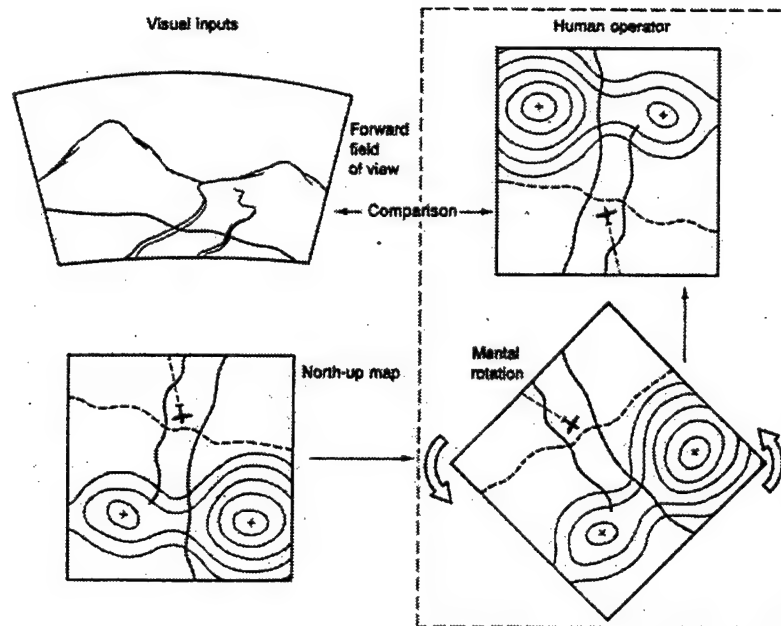 Visual inputs
Human operator
Forward
field
of view
Comparison
North-up map
Mental
rotation